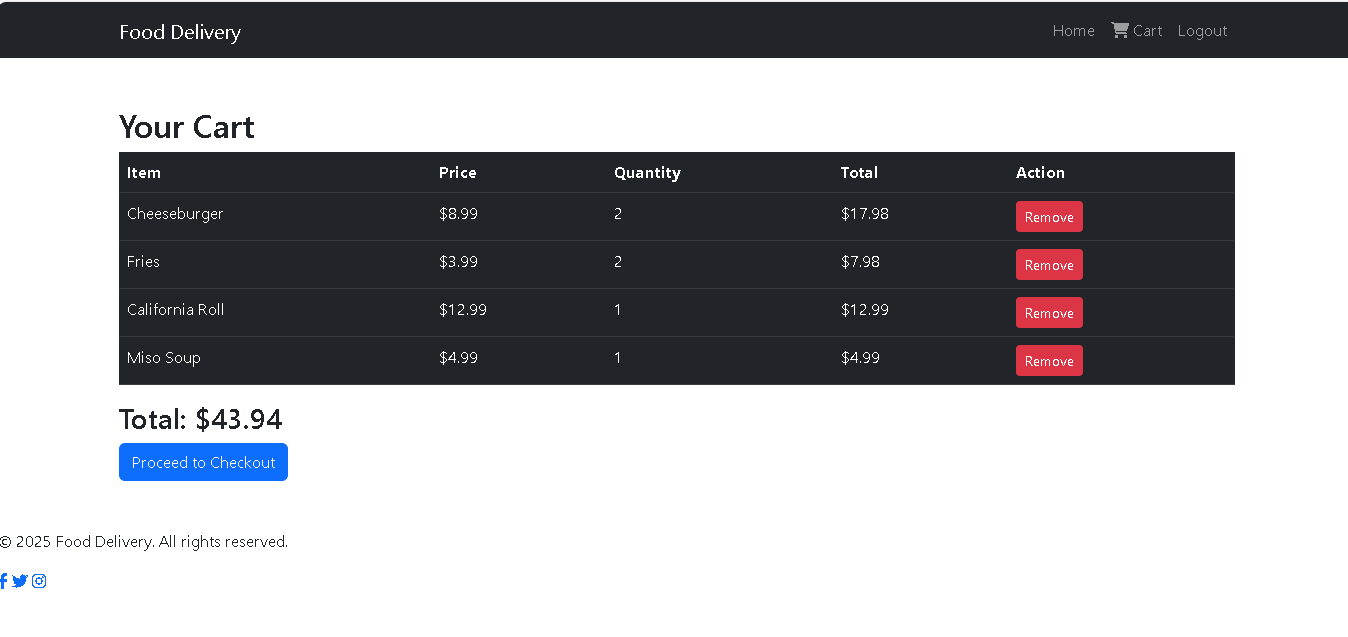 Food Delivery Home Cart Logout
Your Cart
Item Price Quantity Total Action
Cheeseburger $8.99 2 $17.98 Remove
Fries $3.99 2 $7.98 Remove
California Roll $12.99 1 $12.99 Remove
Miso Soup $4.99 1 $4.99 Remove
Total: $43.94
Proceed to Checkout
© 2025 Food Delivery. All rights reserved.